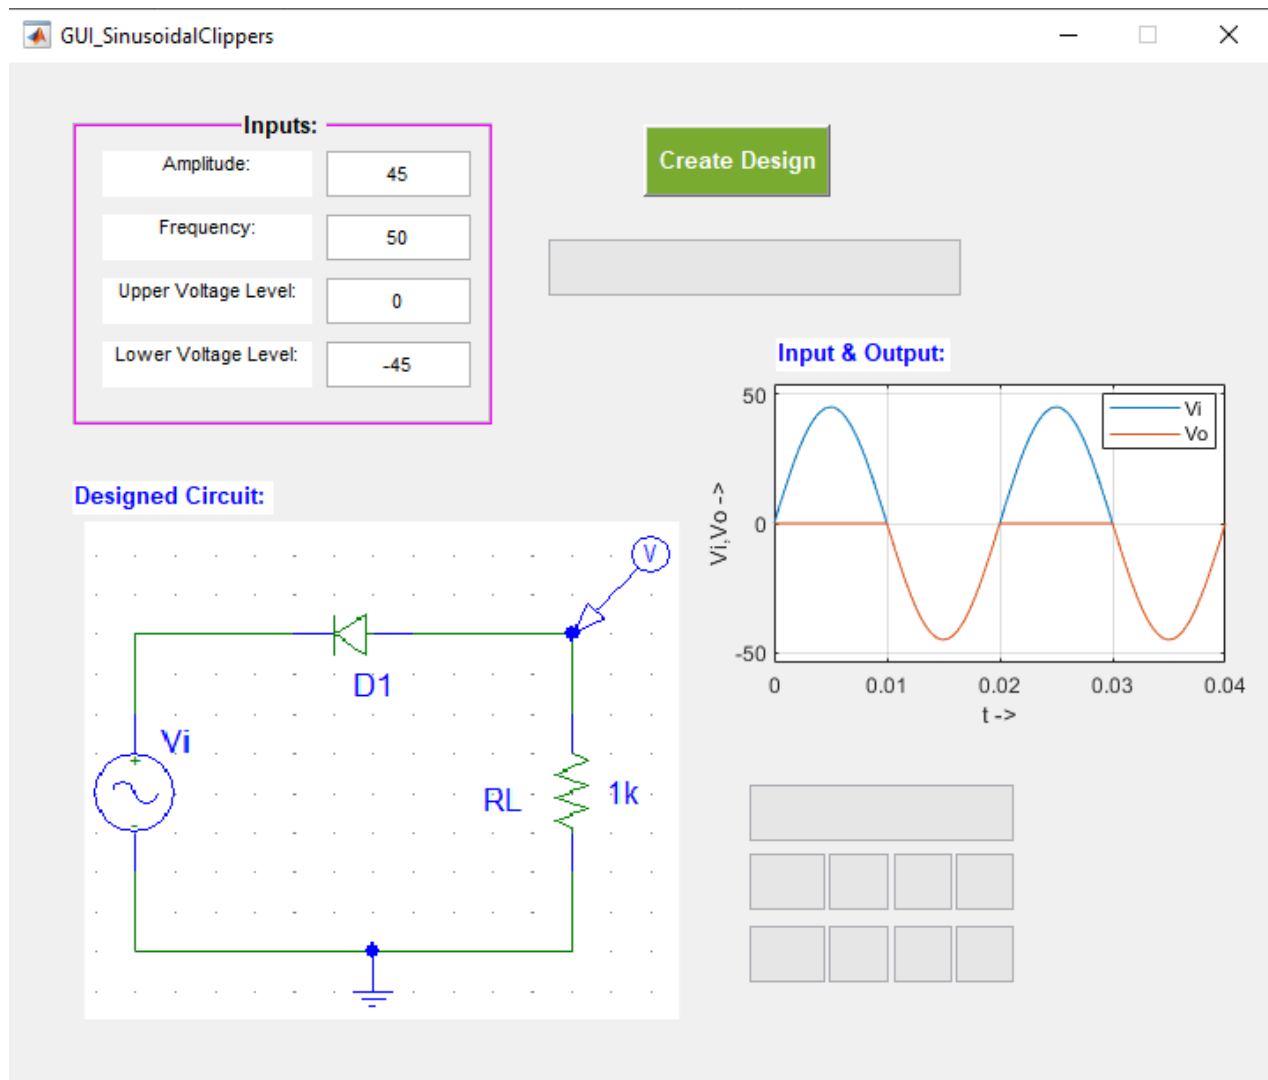 GUI_SinusoidalClippers
Inputs:
Amplitude: 45
Frequency: 50
Upper Voltage Level: 0
Lower Voltage Level: -45
Create Design
Input & Output:
50
0
-50
Vi,Vo ->
Vi
Vo
0 0.01 0.02 0.03 0.04
t ->
Designed Circuit:
V
D1
Vi
+
-
RL 1k